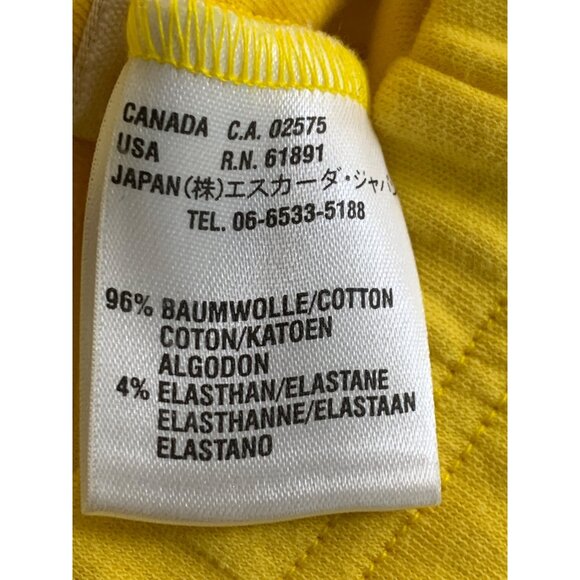 CANADA C.A. 02575
USA R.N. 61891
JAPAN(株)エスカーダ・ジャパン
TEL. 06-6533-5188
96% BAUMWOLLE/COTTON
COTON/KATOEN
ALGODON
4% ELASTHAN/ELASTANE
ELASTHANNE/ELASTAAN
ELASTANO